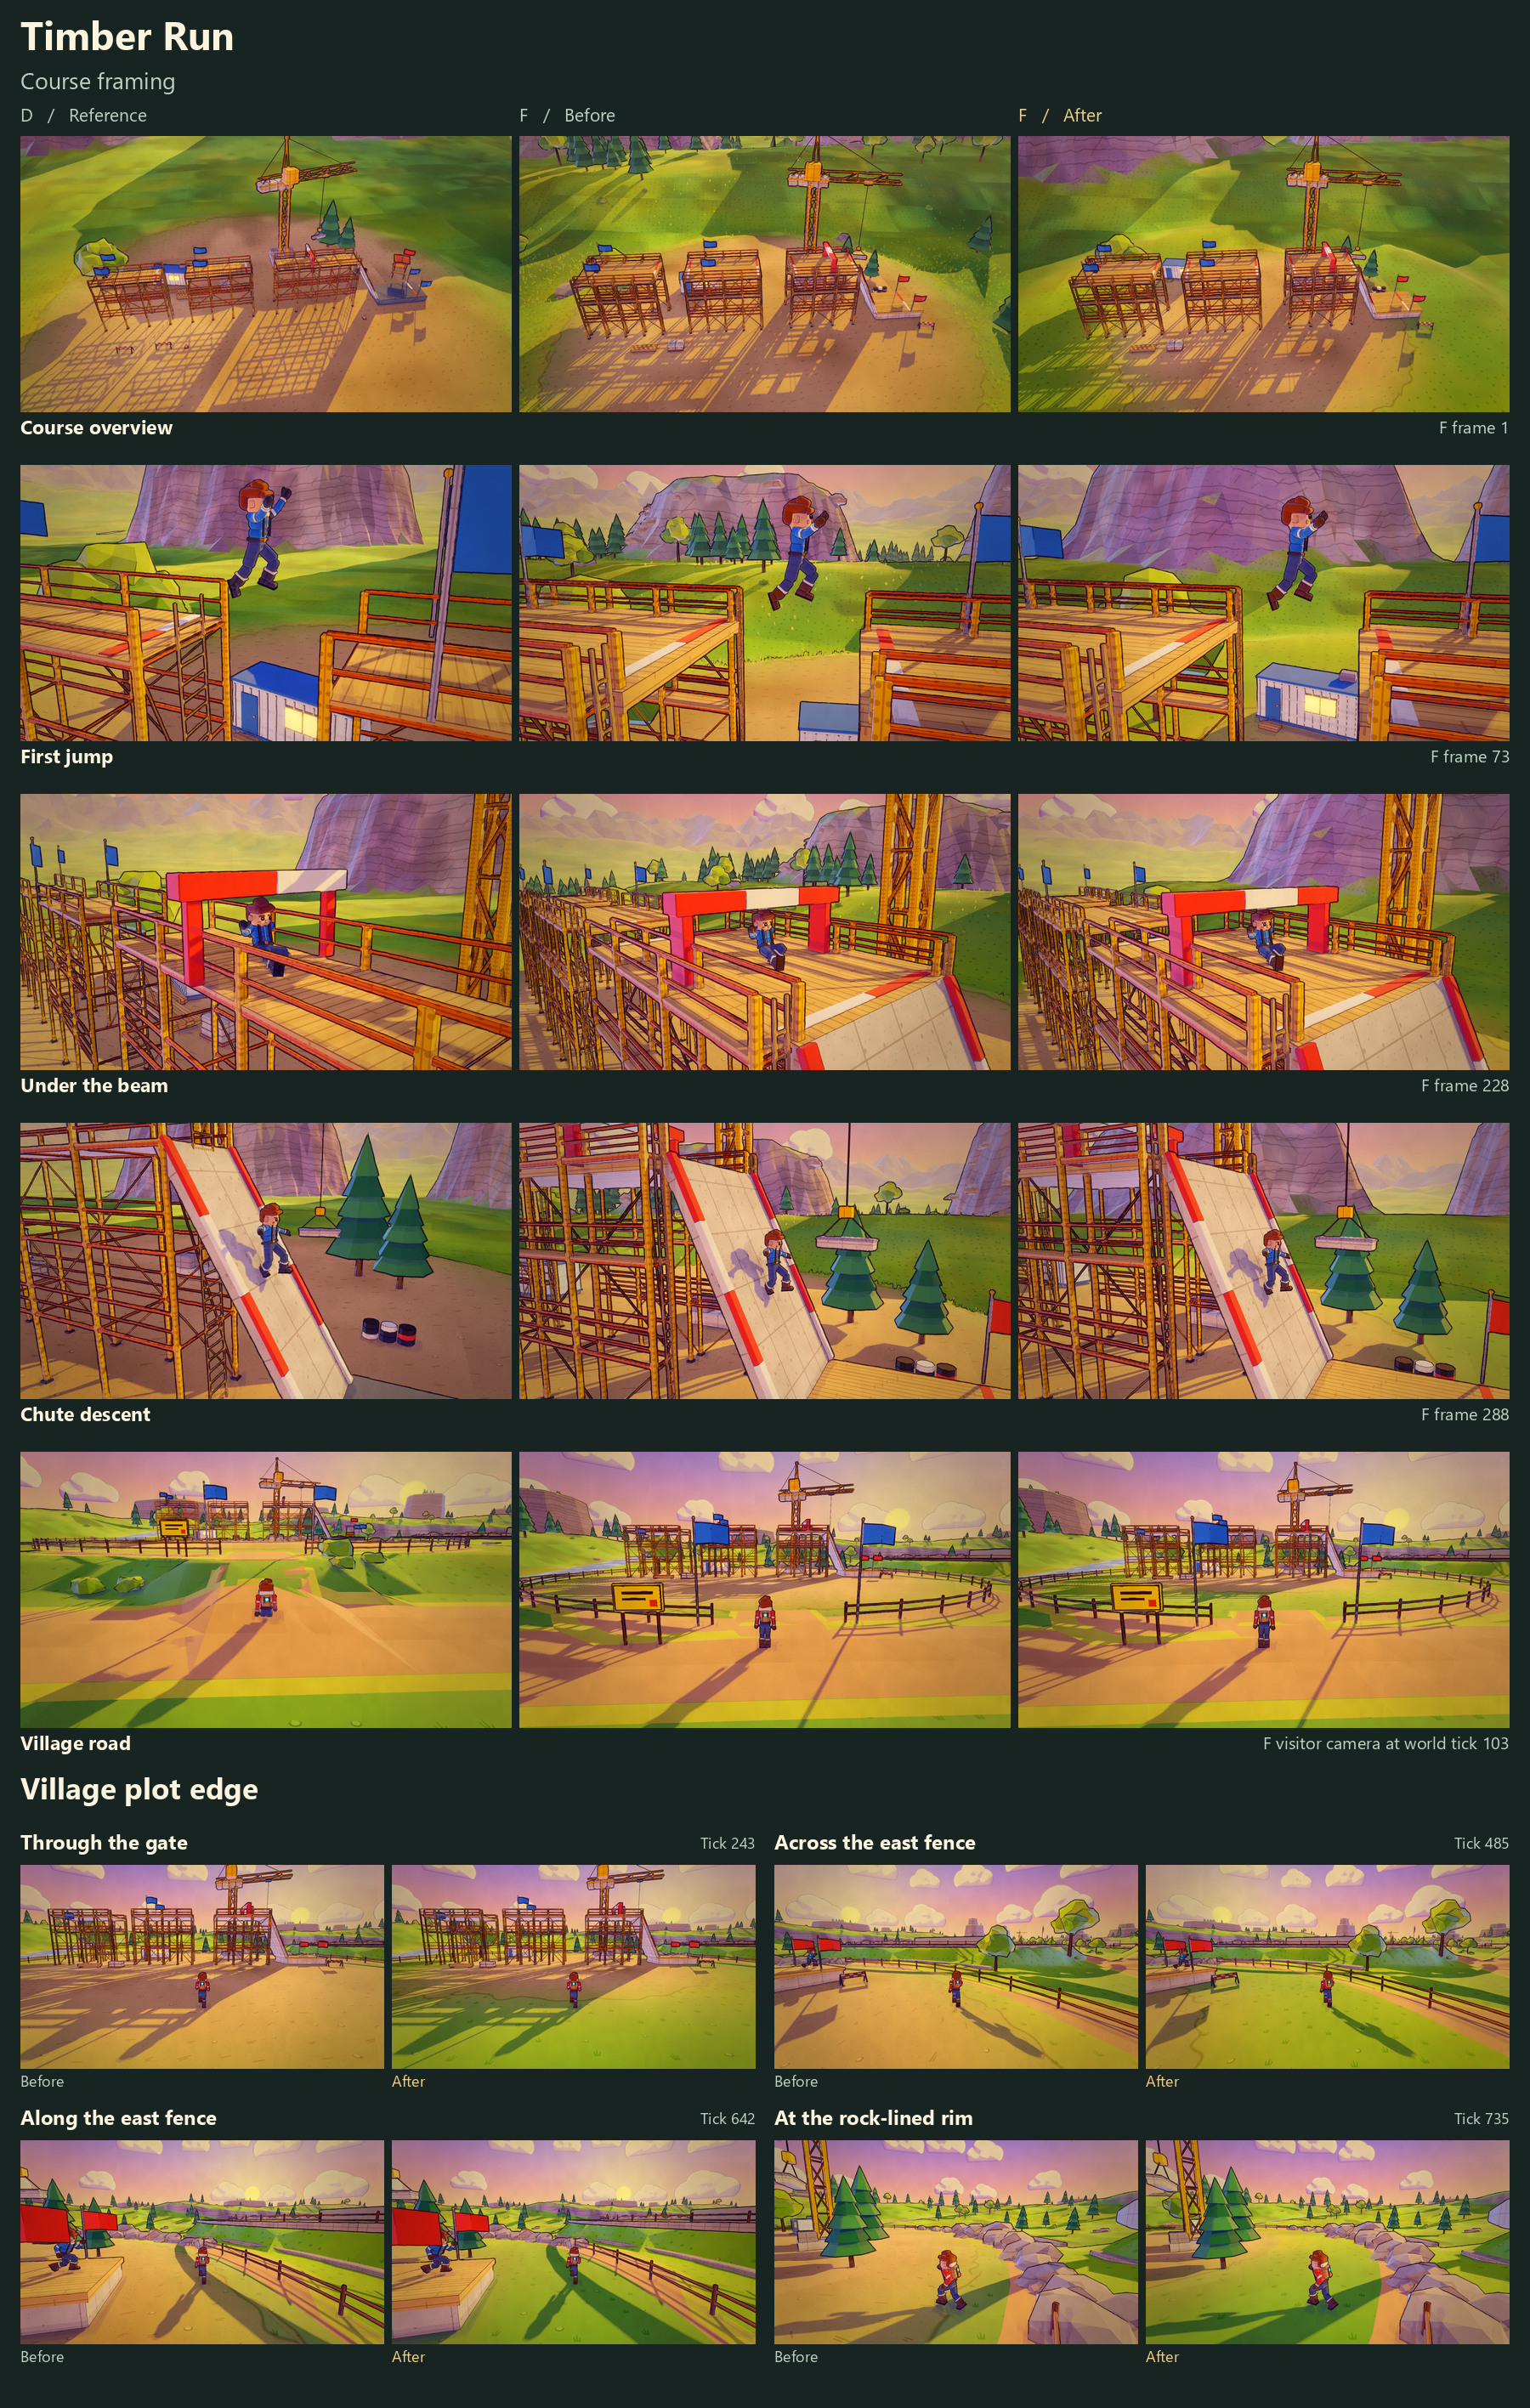 Timber Run
Course framing
D / Reference
F / Before
F / After
Course overview
F frame 1
First jump
F frame 73
Under the beam
F frame 228
Chute descent
F frame 288
Village road
F visitor camera at world tick 103
Village plot edge
Through the gate
Tick 243
Across the east fence
Tick 485
Before
After
Before
After
Along the east fence
Tick 642
At the rock-lined rim
Tick 735
Before
After
Before
After